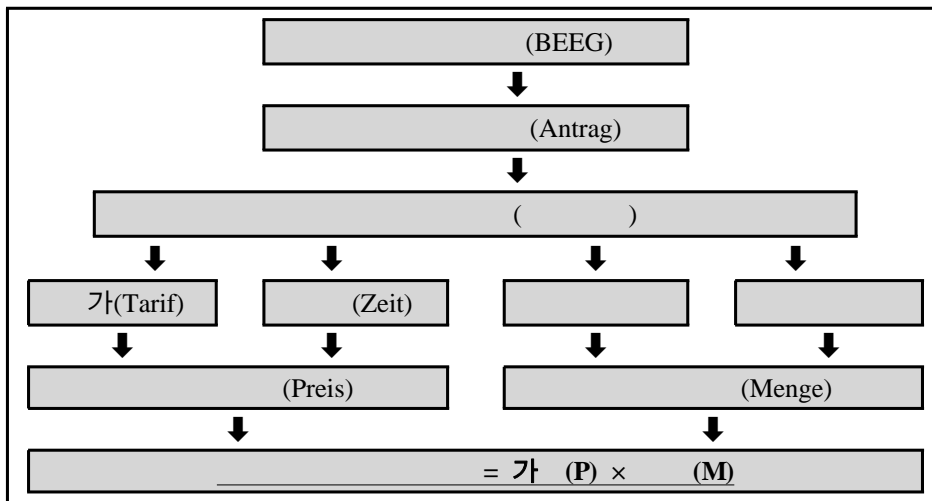 (BEEG)
(Antrag)
( )
가(Tarif) (Zeit)
(Preis) (Menge)
= 가 (P) × (M)